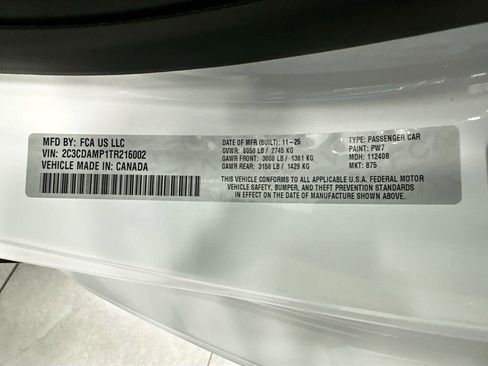 MFD BY: FCA US LLC
VIN: 2C3CDAMP1TR216002
VEHICLE MADE IN: CANADA
DATE OF MFR (BUILT): 11-25
GVWR: 6050 LB / 2745 KG
GAWR FRONT: 3000 LB / 1361 KG
GAWR REAR: 3150 LB / 1429 KG
THIS VEHICLE CONFORMS TO ALL APPLICABLE U.S.A. FEDERAL MOTOR
VEHICLE SAFETY, BUMPER, AND THEFT PREVENTION STANDARDS
IN EFFECT ON THE DATE OF MANUFACTURE SHOWN ABOVE.
TYPE: PASSENGER CAR
PAINT: PW7
MDH: 112408
MKT: 875